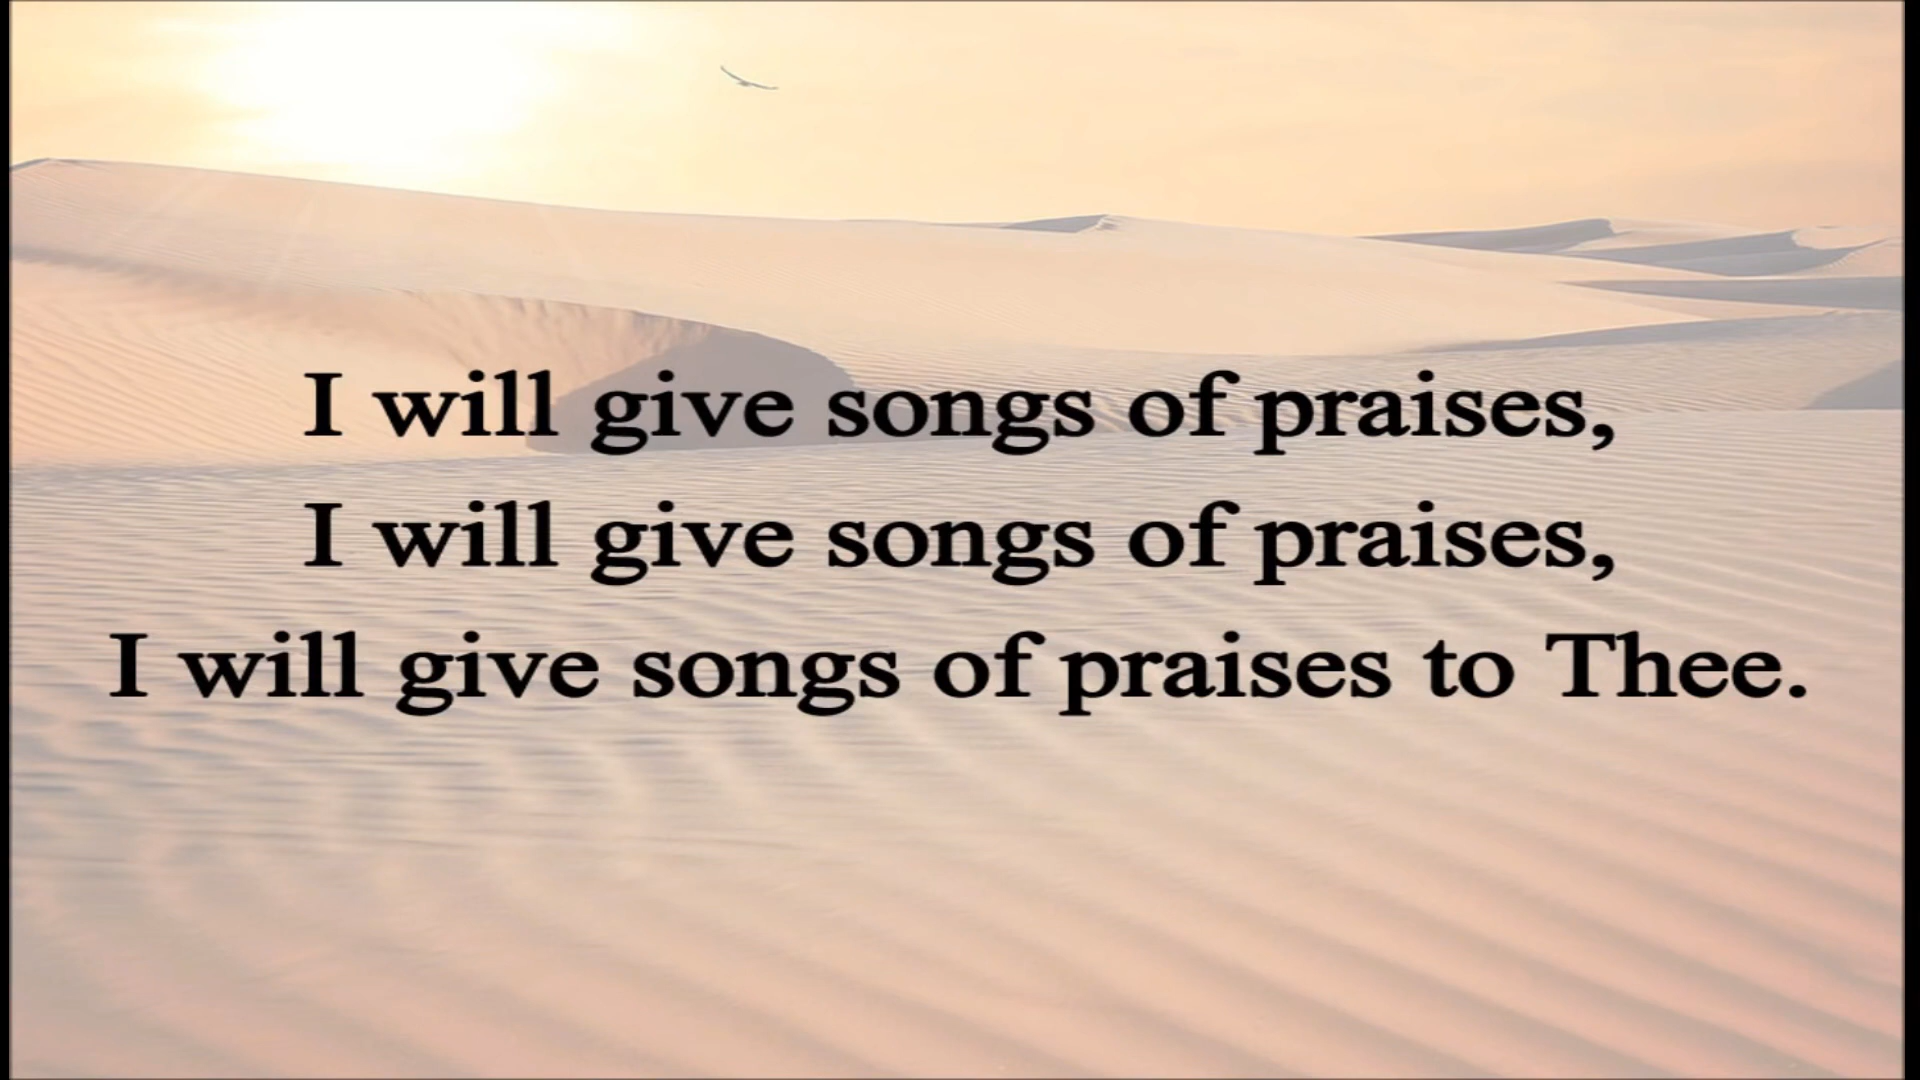 I will give songs of praises,
I will give songs of praises,
I will give songs of praises to Thee.